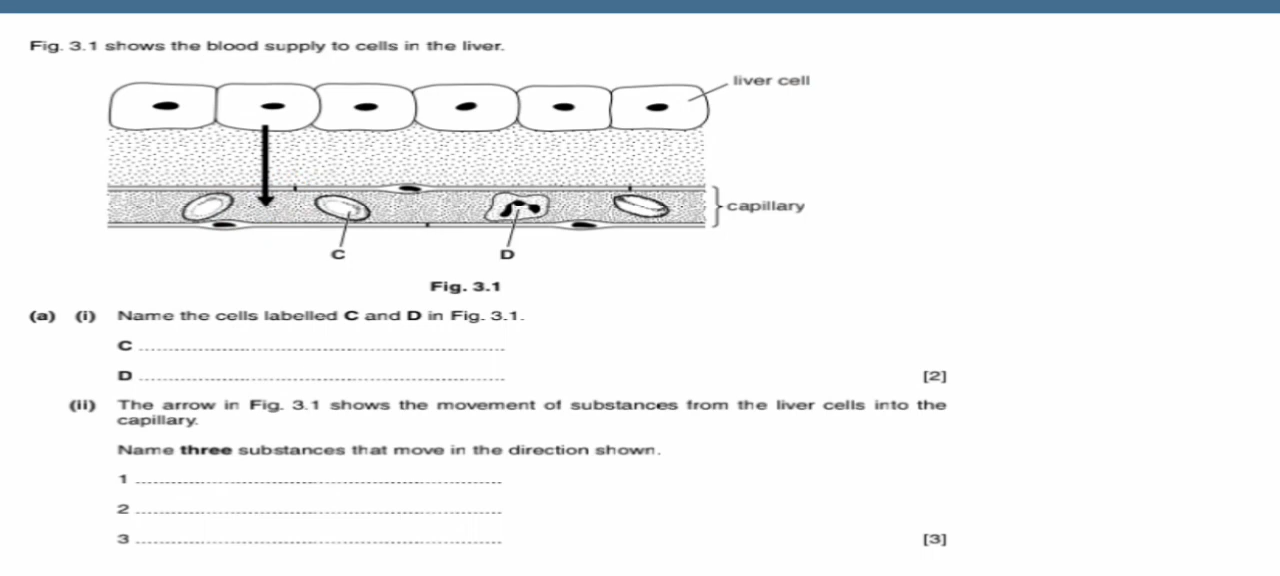 Fig. 3.1 shows the blood supply to cells in the liver.
liver cell
capillary
C
D
Fig. 3.1
(a) (i) Name the cells labelled C and D in Fig. 3.1.
C
D [2]
(ii) The arrow in Fig. 3.1 shows the movement of substances from the liver cells into the
capillary.
Name three substances that move in the direction shown.
1
2
3 [3]